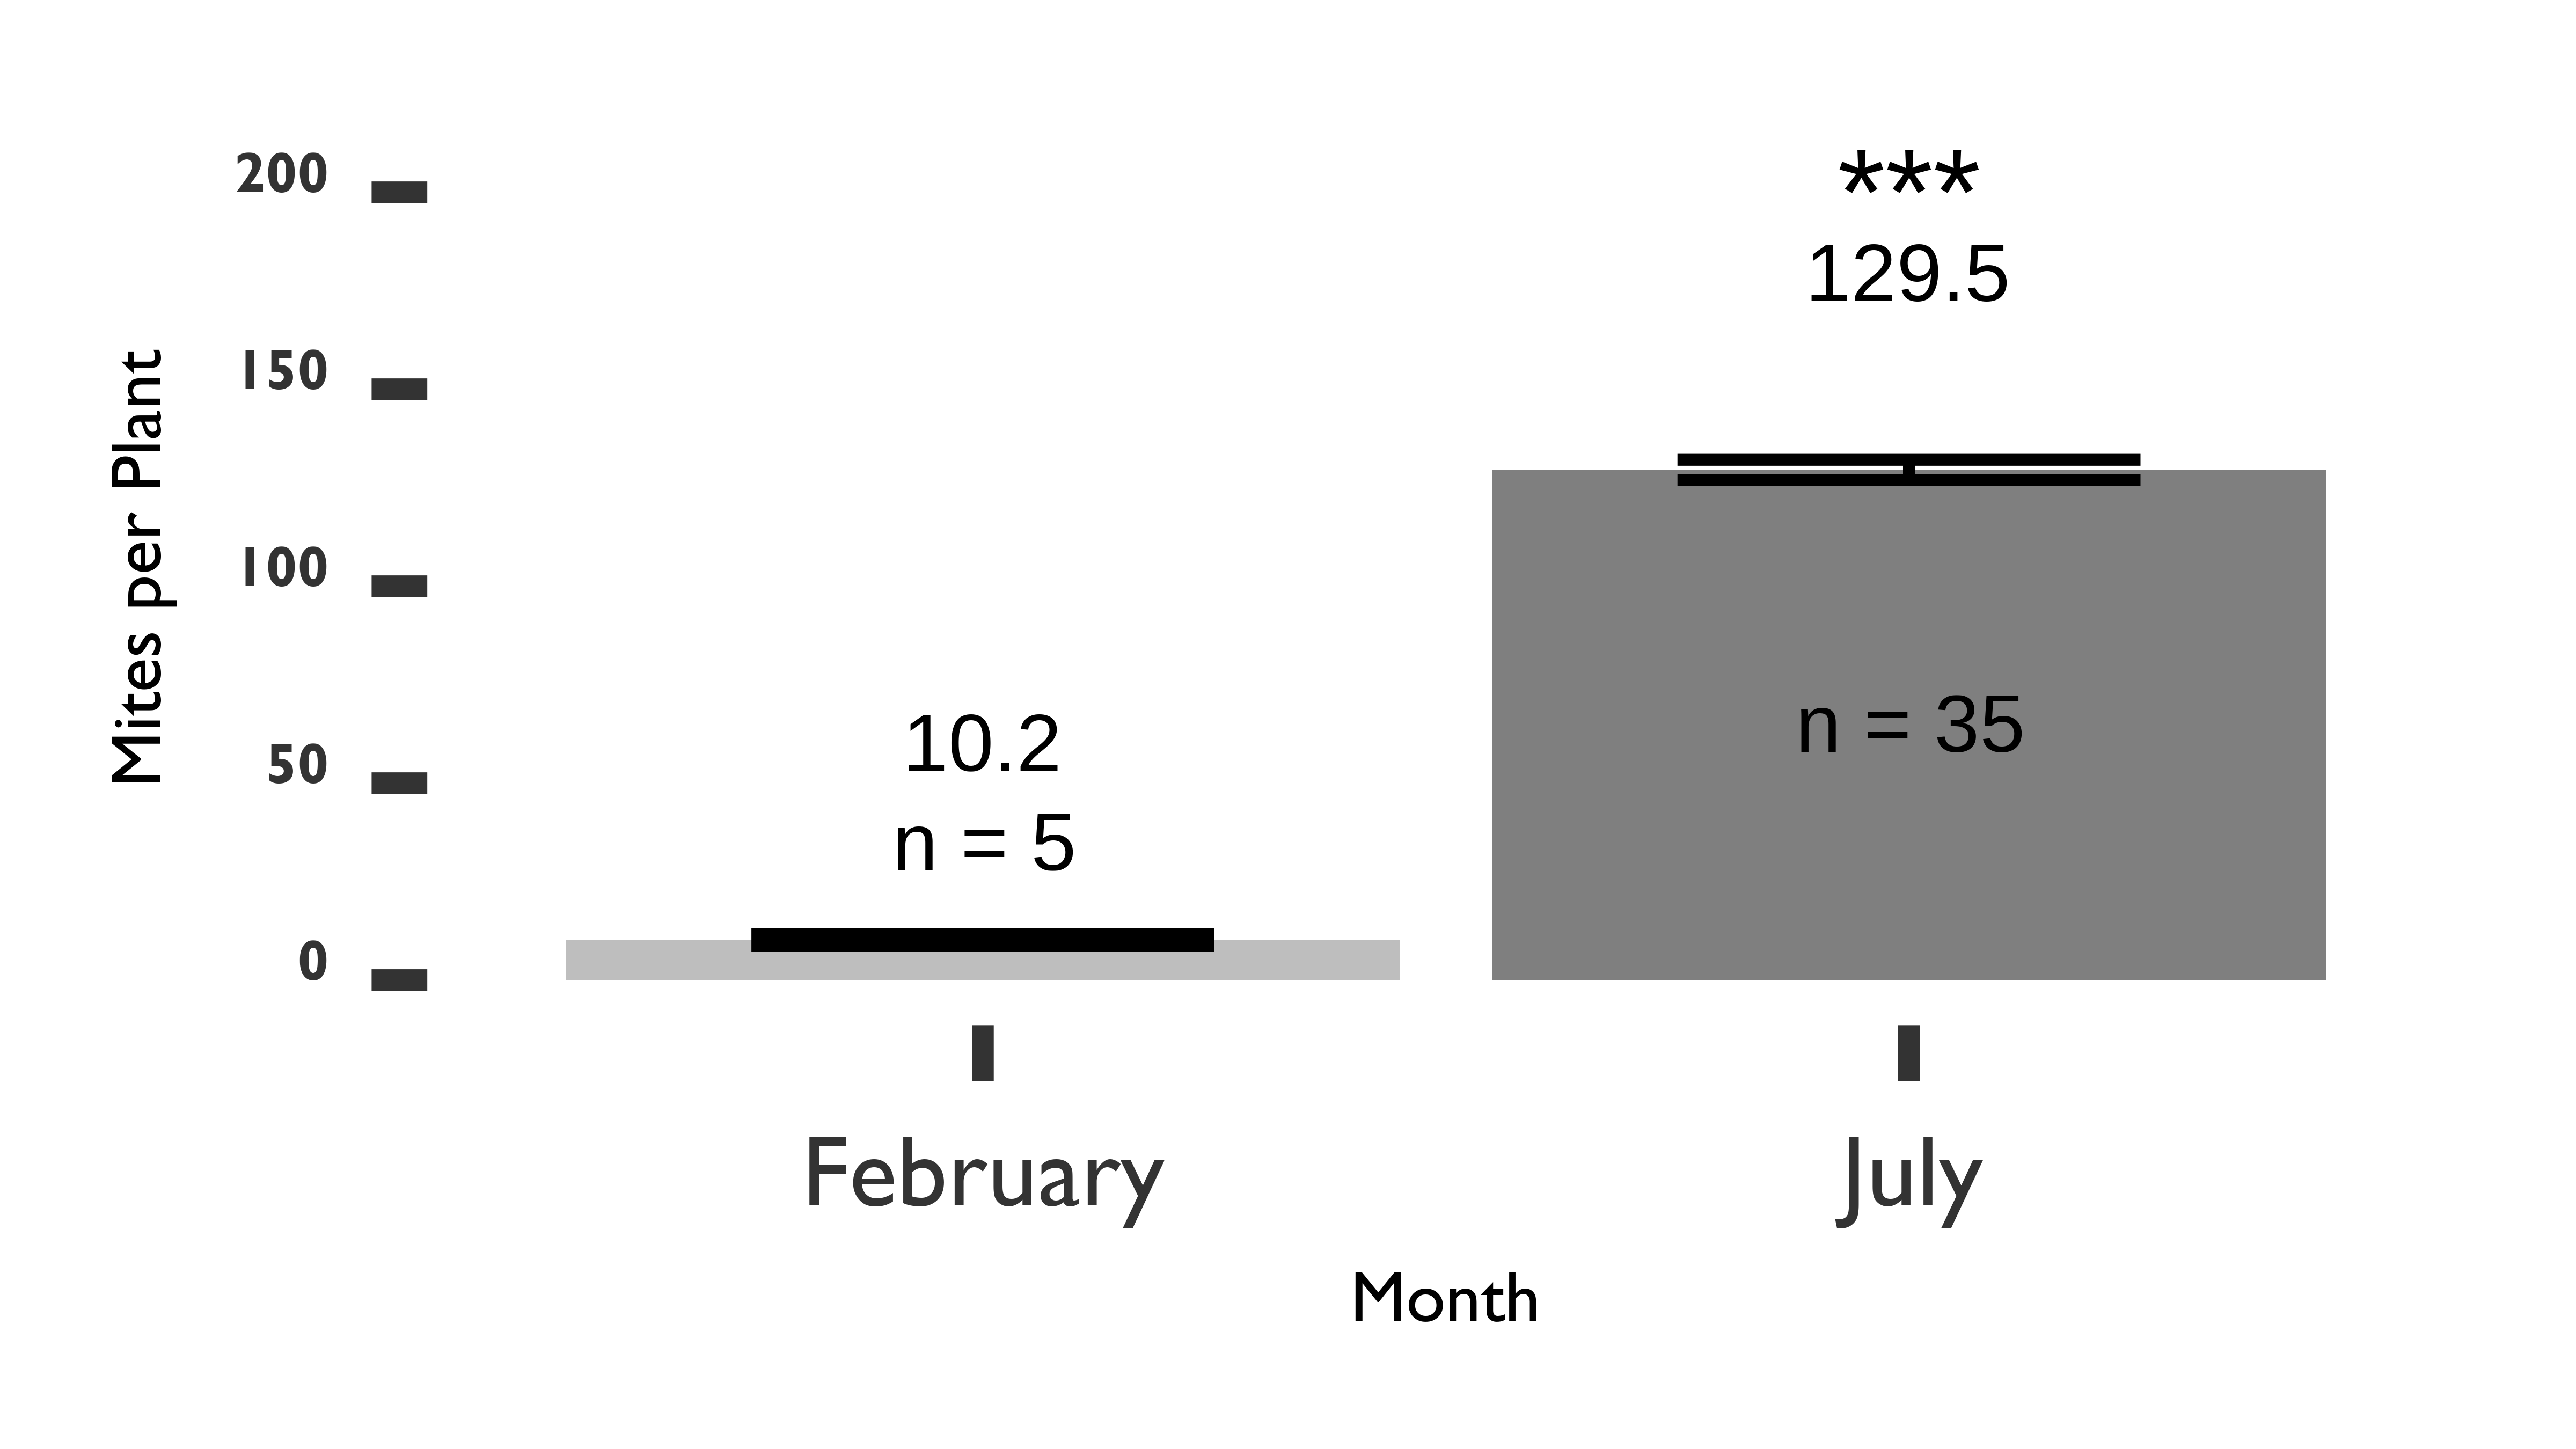 200
150
100
50
0
Mites per Plant
10.2
n = 5
***
129.5
n = 35
February
July
Month